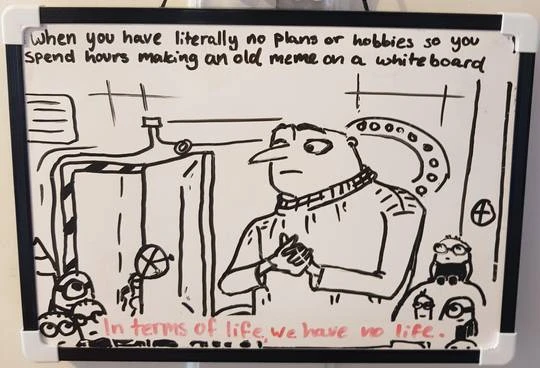 When you have literally no plans or hobbies so you
spend hours making an old meme on a whiteboard
In terms of life, we have no life.